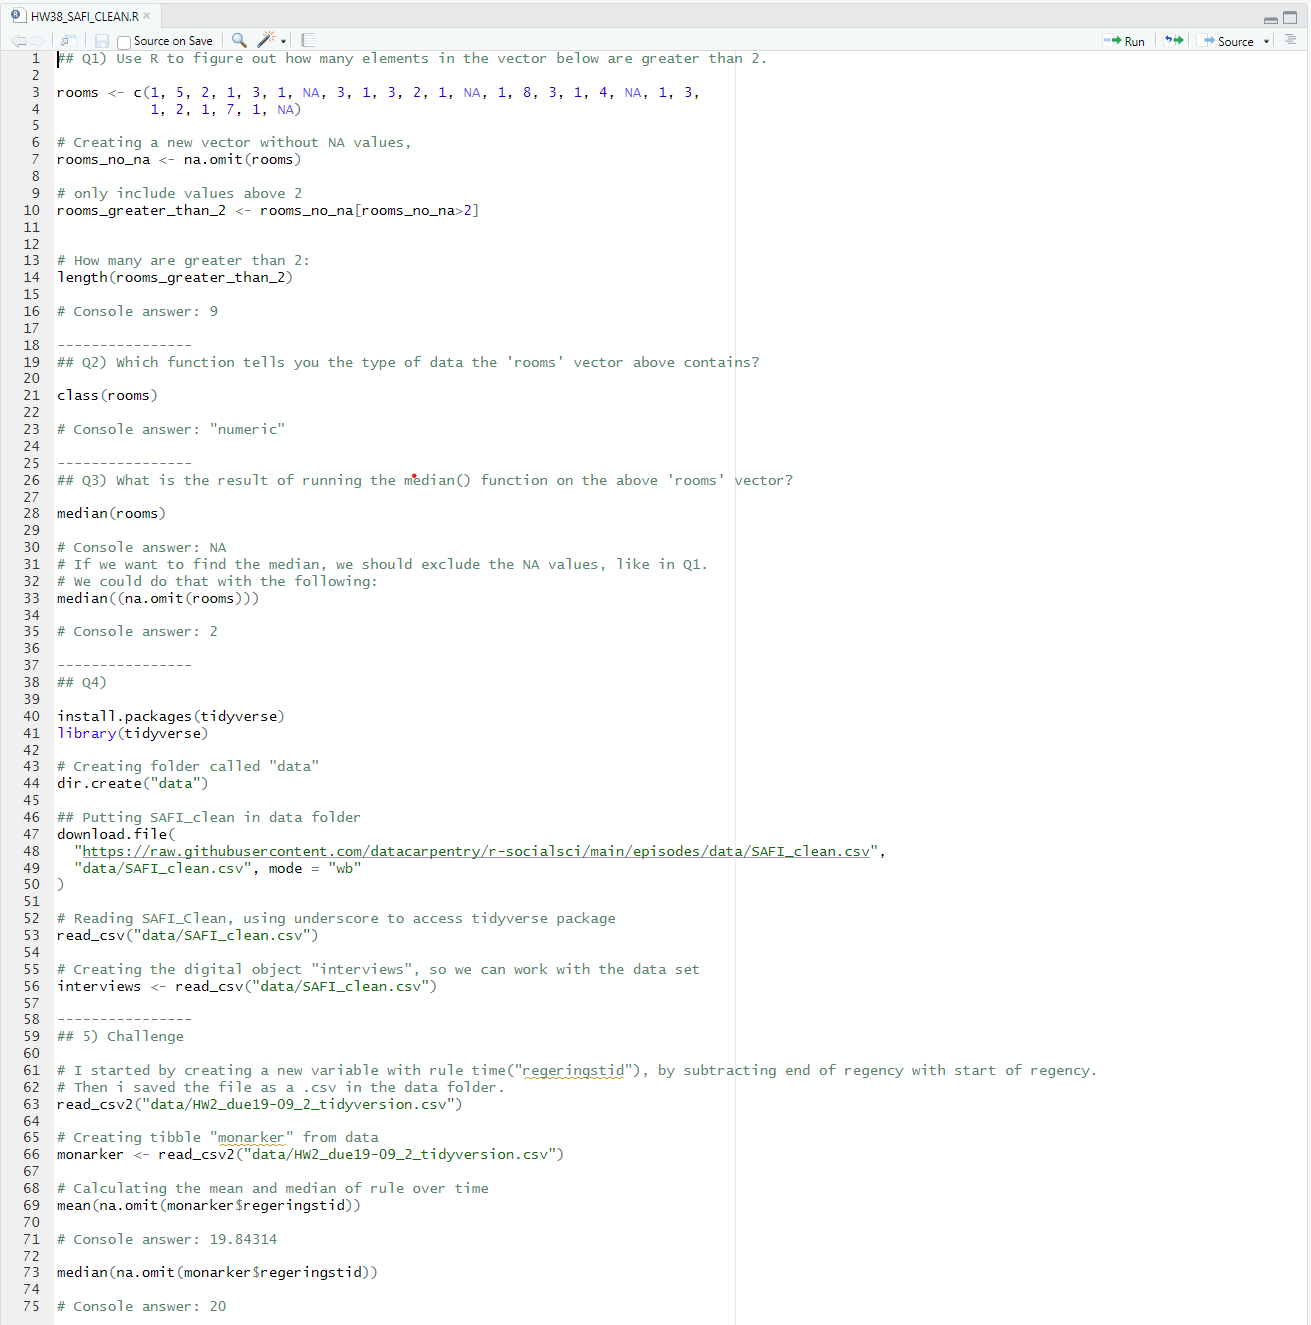 HW38_SAFI_CLEAN.R
Source on Save
Run
Source
1 ## Q1) Use R to figure out how many elements in the vector below are greater than 2.
2
3 rooms <- c(1, 5, 2, 1, 3, 1, NA, 3, 1, 3, 2, 1, NA, 1, 8, 3, 1, 4, NA, 1, 3,
4 1, 2, 1, 7, 1, NA)
5
6 # Creating a new vector without NA values,
7 rooms_no_na <- na.omit(rooms)
8
9 # only include values above 2
10 rooms_greater_than_2 <- rooms_no_na[rooms_no_na>2]
11
12
13 # How many are greater than 2:
14 length(rooms_greater_than_2)
15
16 # Console answer: 9
17
18 ----------------
19 ## Q2) Which function tells you the type of data the 'rooms' vector above contains?
20
21 class(rooms)
22
23 # Console answer: "numeric"
24
25 ----------------
26 ## Q3) What is the result of running the median() function on the above 'rooms' vector?
27
28 median(rooms)
29
30 # Console answer: NA
31 # If we want to find the median, we should exclude the NA values, like in Q1.
32 # We could do that with the following:
33 median((na.omit(rooms)))
34
35 # Console answer: 2
36
37 ----------------
38 ## Q4)
39
40 install.packages(tidyverse)
41 library(tidyverse)
42
43 # Creating folder called "data"
44 dir.create("data")
45
46 ## Putting SAFI_clean in data folder
47 download.file(
48 "https://raw.githubusercontent.com/datacarpentry/r-socialsci/main/episodes/data/SAFI_clean.csv",
49 "data/SAFI_clean.csv", mode = "wb"
50 )
51
52 # Reading SAFI_Clean, using underscore to access tidyverse package
53 read_csv("data/SAFI_clean.csv")
54
55 # Creating the digital object "interviews", so we can work with the data set
56 interviews <- read_csv("data/SAFI_clean.csv")
57
58 ----------------
59 ## 5) Challenge
60
61 # I started by creating a new variable with rule time("regeringstid"), by subtracting end of regency with start of regency.
62 # Then i saved the file as a .csv in the data folder.
63 read_csv2("data/HW2_due19-09_2_tidyversion.csv")
64
65 # Creating tibble "monarker" from data
66 monarker <- read_csv2("data/HW2_due19-09_2_tidyversion.csv")
67
68 # Calculating the mean and median of rule over time
69 mean(na.omit(monarker$regeringstid))
70
71 # Console answer: 19.84314
72
73 median(na.omit(monarker$regeringstid))
74
75 # Console answer: 20